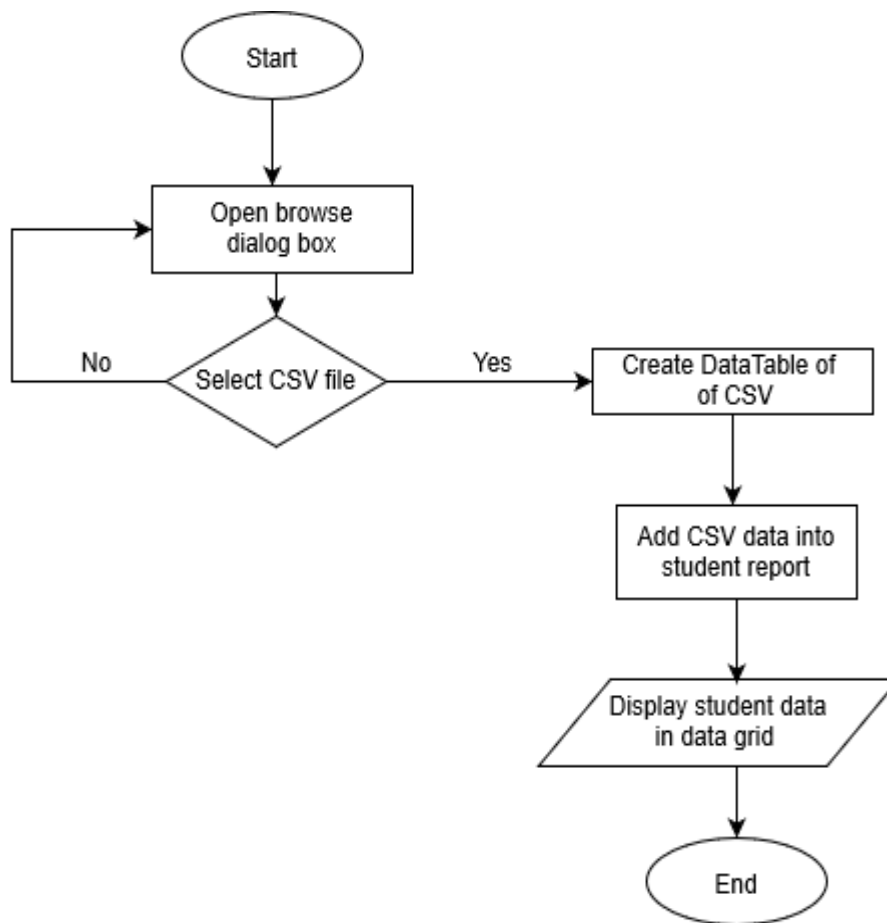 Start
Open browse
dialog box
No
Select CSV file
Yes
Create DataTable of
of CSV
Add CSV data into
student report
Display student data
in data grid
End